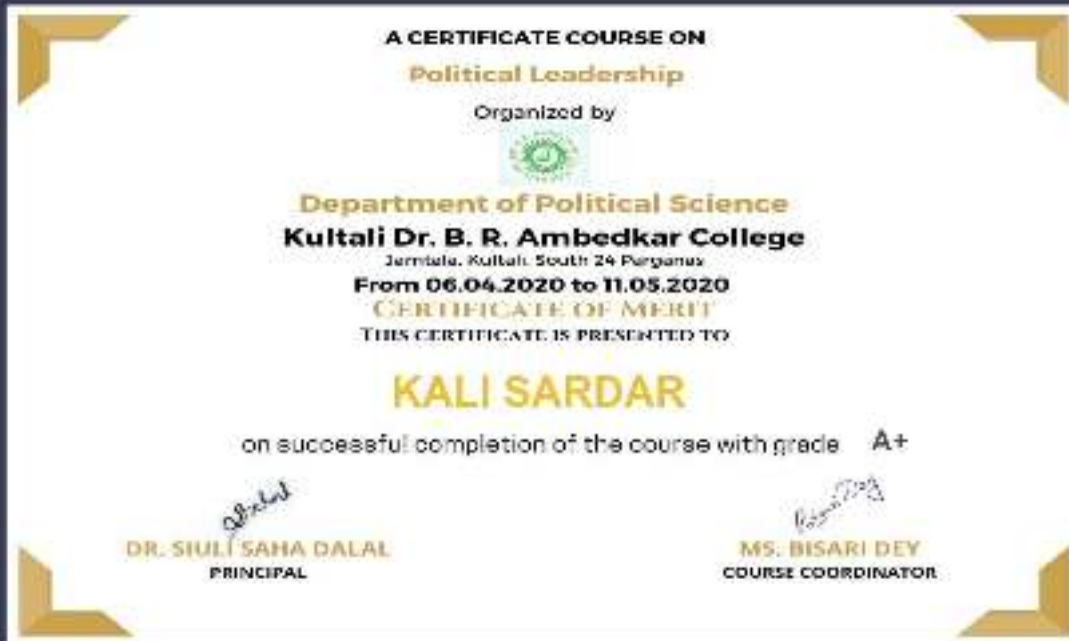 A CERTIFICATE COURSE ON
Political Leadership
Organized by
Department of Political Science
Kultali Dr. B. R. Ambedkar College
Jamtala, Kultali, South 24 Parganas
From 06.04.2020 to 11.05.2020
CERTIFICATE OF MERIT
THIS CERTIFICATE IS PRESENTED TO
KALI SARDAR
on successful completion of the course with grade A+
DR. SIULI SAHA DALAL
PRINCIPAL
MS. BISARI DEY
COURSE COORDINATOR